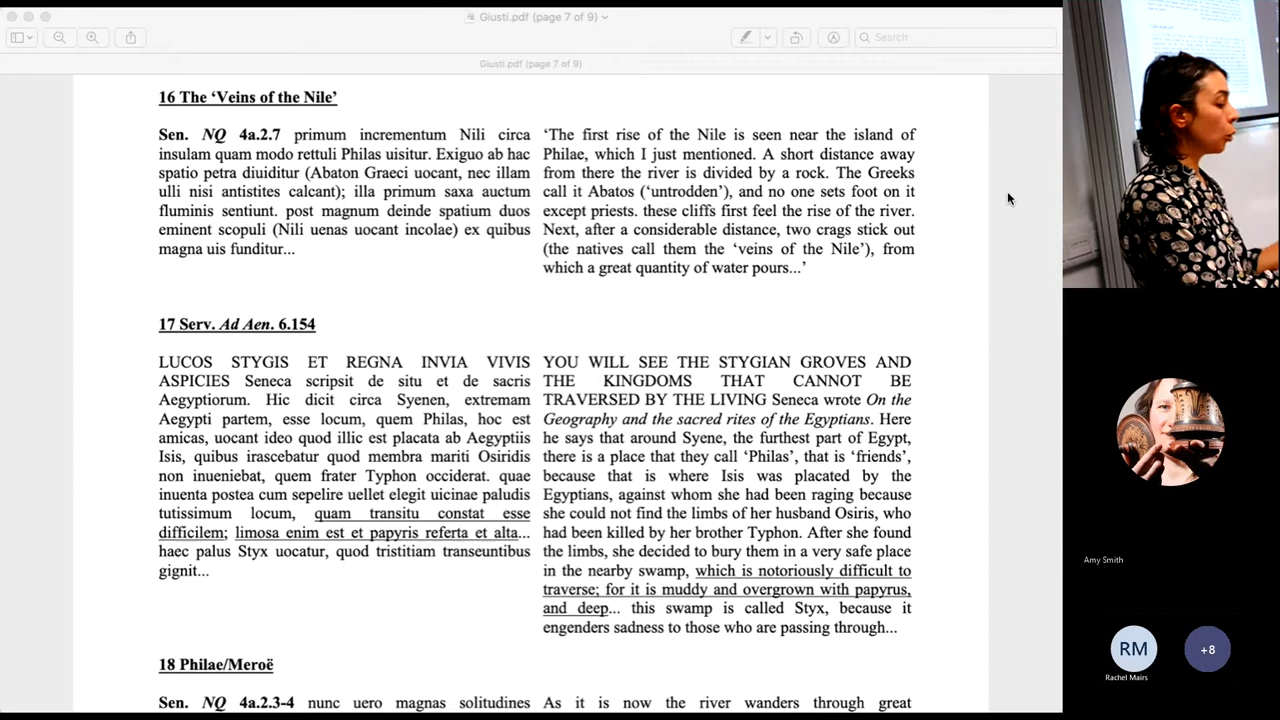 Giusti.pdf (page 7 of 9)
Search
Giusti.pdf (page 7 of 9)
16 The ‘Veins of the Nile’
Sen. NQ 4a.2.7 primum incrementum Nili circa
insulam quam modo rettuli Philas uisitur. Exiguo ab hac
spatio petra diuiditur (Abaton Graeci uocant, nec illam
ulli nisi antistites calcant); illa primum saxa auctum
fluminis sentiunt. post magnum deinde spatium duos
eminent scopuli (Nili uenas uocant incolae) ex quibus
magna uis funditur...
‘The first rise of the Nile is seen near the island of
Philae, which I just mentioned. A short distance away
from there the river is divided by a rock. The Greeks
call it Abatos (‘untrodden’), and no one sets foot on it
except priests. these cliffs first feel the rise of the river.
Next, after a considerable distance, two crags stick out
(the natives call them the ‘veins of the Nile’), from
which a great quantity of water pours...’
17 Serv. Ad Aen. 6.154
LUCOS STYGIS ET REGNA INVIA VIVIS
ASPICIES Seneca scripsit de situ et de sacris
Aegyptiorum. Hic dicit circa Syenen, extremam
Aegypti partem, esse locum, quem Philas, hoc est
amicas, uocant ideo quod illic est placata ab Aegyptiis
Isis, quibus irascebatur quod membra mariti Osiridis
non inueniebat, quem frater Typhon occiderat. quae
inuenta postea cum sepelire uellet elegit uicinae paludis
tutissimum locum, quam transitu constat esse
difficilem; limosa enim est et papyris referta et alta...
haec palus Styx uocatur, quod tristitiam transeuntibus
gignit...
YOU WILL SEE THE STYGIAN GROVES AND
THE KINGDOMS THAT CANNOT BE
TRAVERSED BY THE LIVING Seneca wrote On the
Geography and the sacred rites of the Egyptians. Here
he says that around Syene, the furthest part of Egypt,
there is a place that they call ‘Philas’, that is ‘friends’,
because that is where Isis was placated by the
Egyptians, against whom she had been raging because
she could not find the limbs of her husband Osiris, who
had been killed by her brother Typhon. After she found
the limbs, she decided to bury them in a very safe place
in the nearby swamp, which is notoriously difficult to
traverse; for it is muddy and overgrown with papyrus,
and deep... this swamp is called Styx, because it
engenders sadness to those who are passing through...
18 Philae/Meroë
Sen. NQ 4a.2.3-4 nunc uero magnas solitudines
As it is now the river wanders through great
Amy Smith
RM
Rachel Mairs
+8